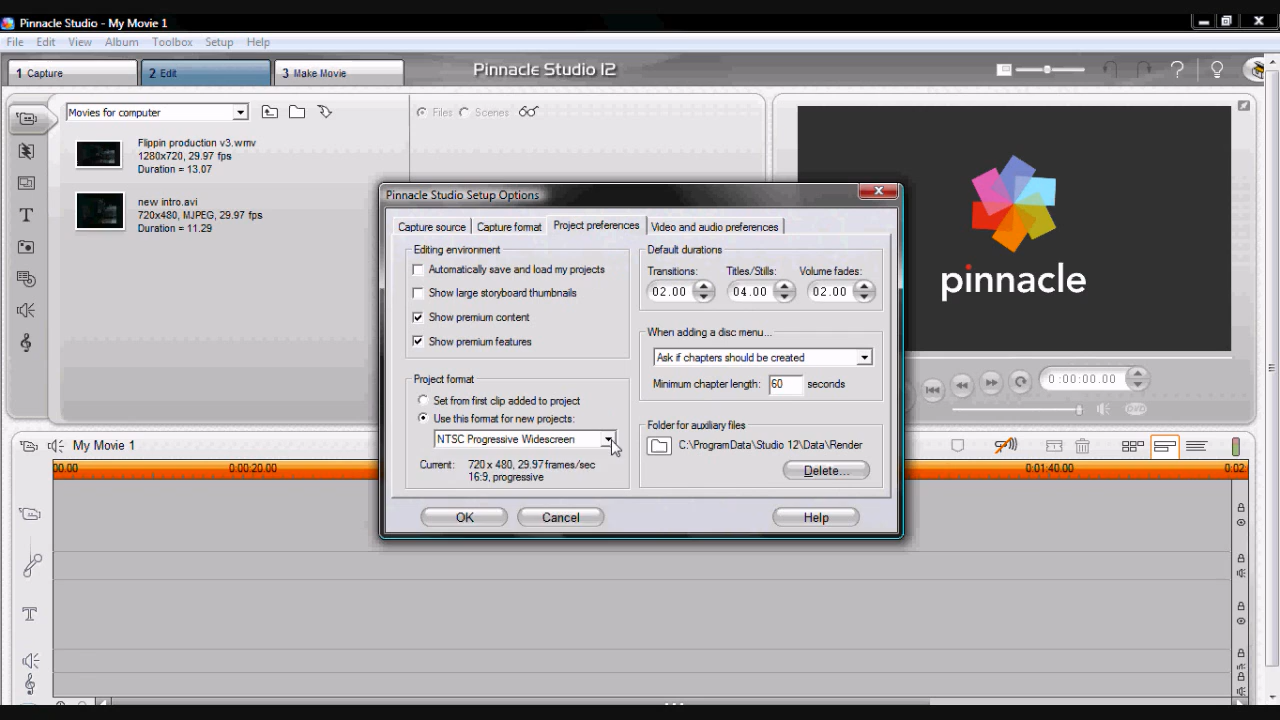 Pinnacle Studio - My Movie 1
File Edit View Album Toolbox Setup Help
1 Capture
2 Edit
3 Make Movie
Pinnacle Studio 12
Movies for computer
Files Scenes
Flippin production v3.wmv
1280x720, 29.97 fps
Duration = 13.07
new intro.avi
720x480, MJPEG, 29.97 fps
Duration = 11.29
pinnacle
0:00:00.00
DVD
Pinnacle Studio Setup Options
Capture source Capture format Project preferences Video and audio preferences
Editing environment
Automatically save and load my projects
Show large storyboard thumbnails
Show premium content
Show premium features
Project format
Set from first clip added to project
Use this format for new projects:
NTSC Progressive Widescreen
Current: 720 x 480, 29.97 frames/sec
16:9, progressive
Default durations
Transitions: Titles/Stills: Volume fades:
02.00 04.00 02.00
When adding a disc menu...
Ask if chapters should be created
Minimum chapter length: 60 seconds
Folder for auxiliary files
C:\ProgramData\Studio 12\Data\Render
Delete...
OK Cancel Help
My Movie 1
00.00 0:00:20.00 0:01:40.00 0:02: